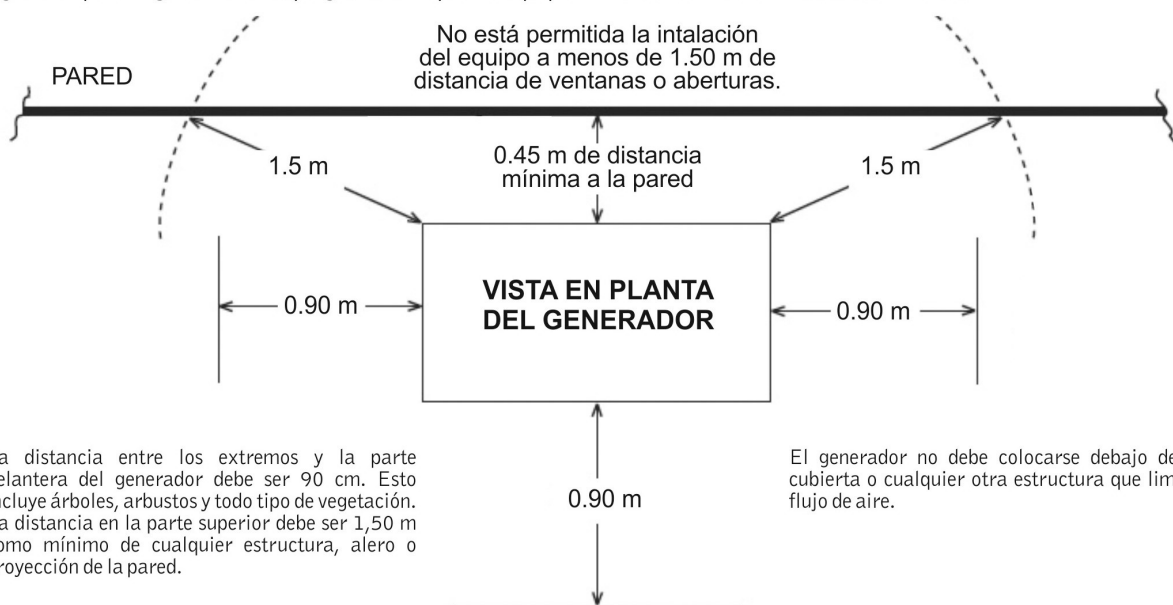 No está permitida la intalación
del equipo a menos de 1.50 m de
distancia de ventanas o aberturas.
PARED
1.5 m
0.45 m de distancia
mínima a la pared
1.5 m
VISTA EN PLANTA
DEL GENERADOR
0.90 m
0.90 m
a distancia entre los extremos y la parte
elantera del generador debe ser 90 cm. Esto
ncluye árboles, arbustos y todo tipo de vegetación.
a distancia en la parte superior debe ser 1,50 m
omo mínimo de cualquier estructura, alero o
royección de la pared.
0.90 m
El generador no debe colocarse debajo de
cubierta o cualquier otra estructura que lim
flujo de aire.